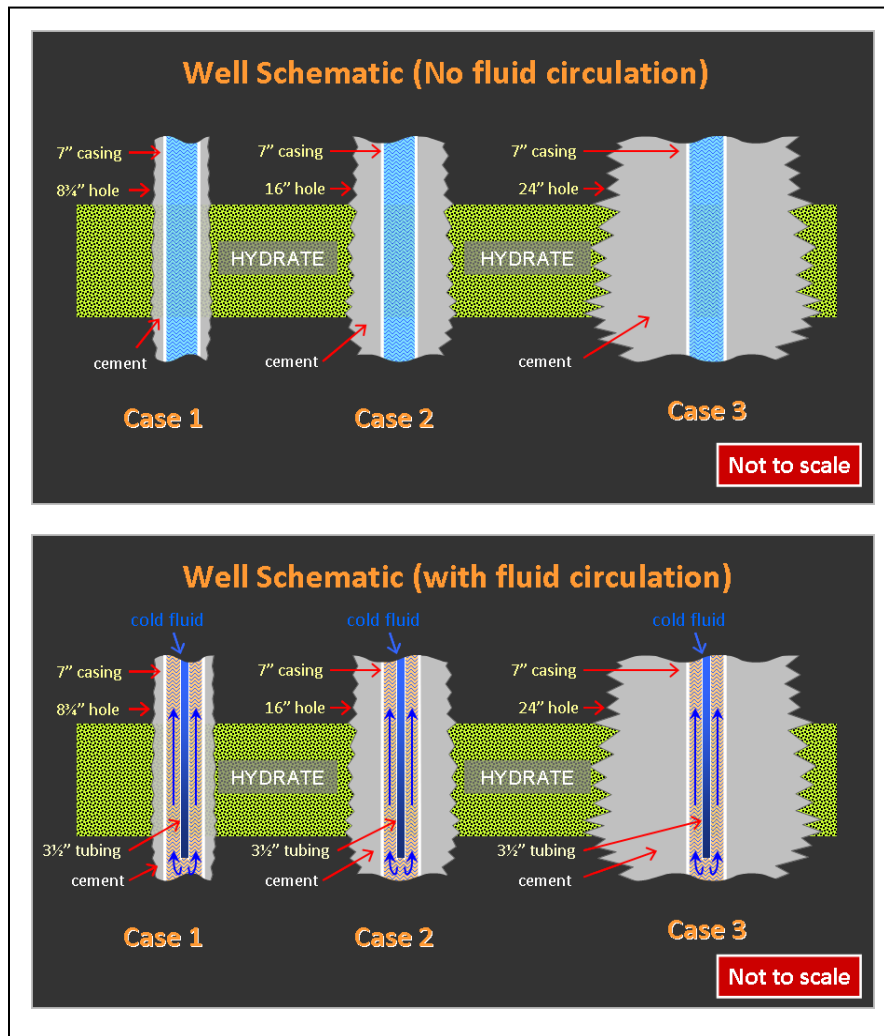 Well Schematic (No fluid circulation)
7” casing
7” casing
7” casing
8¾” hole
16” hole
24” hole
HYDRATE
HYDRATE
cement
cement
cement
Case 1
Case 2
Case 3
Not to scale
Well Schematic (with fluid circulation)
cold fluid
cold fluid
cold fluid
7” casing
7” casing
7” casing
8¾” hole
16” hole
24” hole
HYDRATE
HYDRATE
3½” tubing
3½” tubing
3½” tubing
cement
cement
cement
Case 1
Case 2
Case 3
Not to scale